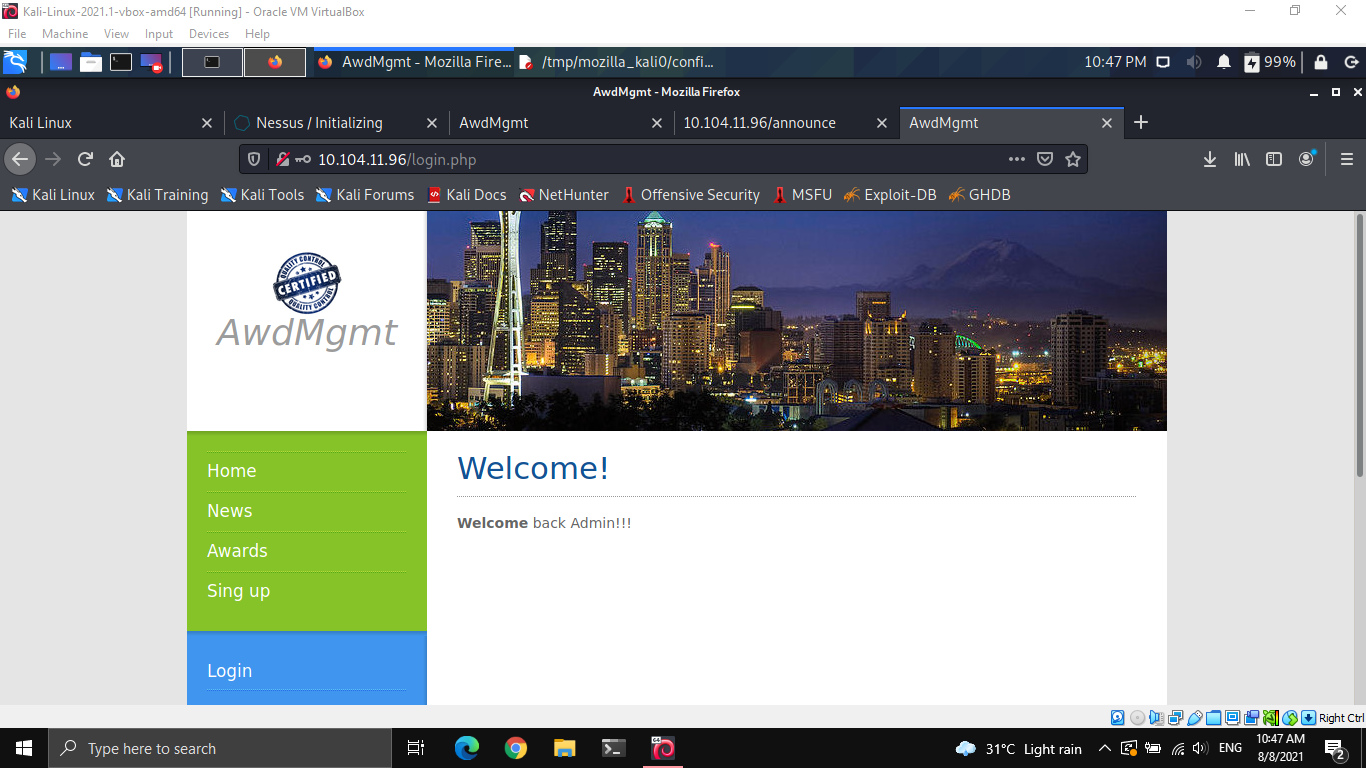 Kali-Linux-2021.1-vbox-amd64 [Running] - Oracle VM VirtualBox
File Machine View Input Devices Help
AwdMgmt - Mozilla Fire... /tmp/mozilla_kali0/confi... 10:47 PM 99%
AwdMgmt - Mozilla Firefox
Kali Linux Nessus / Initializing AwdMgmt 10.104.11.96/announce AwdMgmt
10.104.11.96/login.php
Kali Linux Kali Training Kali Tools Kali Forums Kali Docs NetHunter Offensive Security MSFU Exploit-DB GHDB
QUALITY CONTROL
CERTIFIED
QUALITY CONTROL
AwdMgmt
Welcome!
Welcome back Admin!!!
Home
News
Awards
Sing up
Login
Right Ctrl
Type here to search
31°C Light rain
ENG
10:47 AM
8/8/2021
2